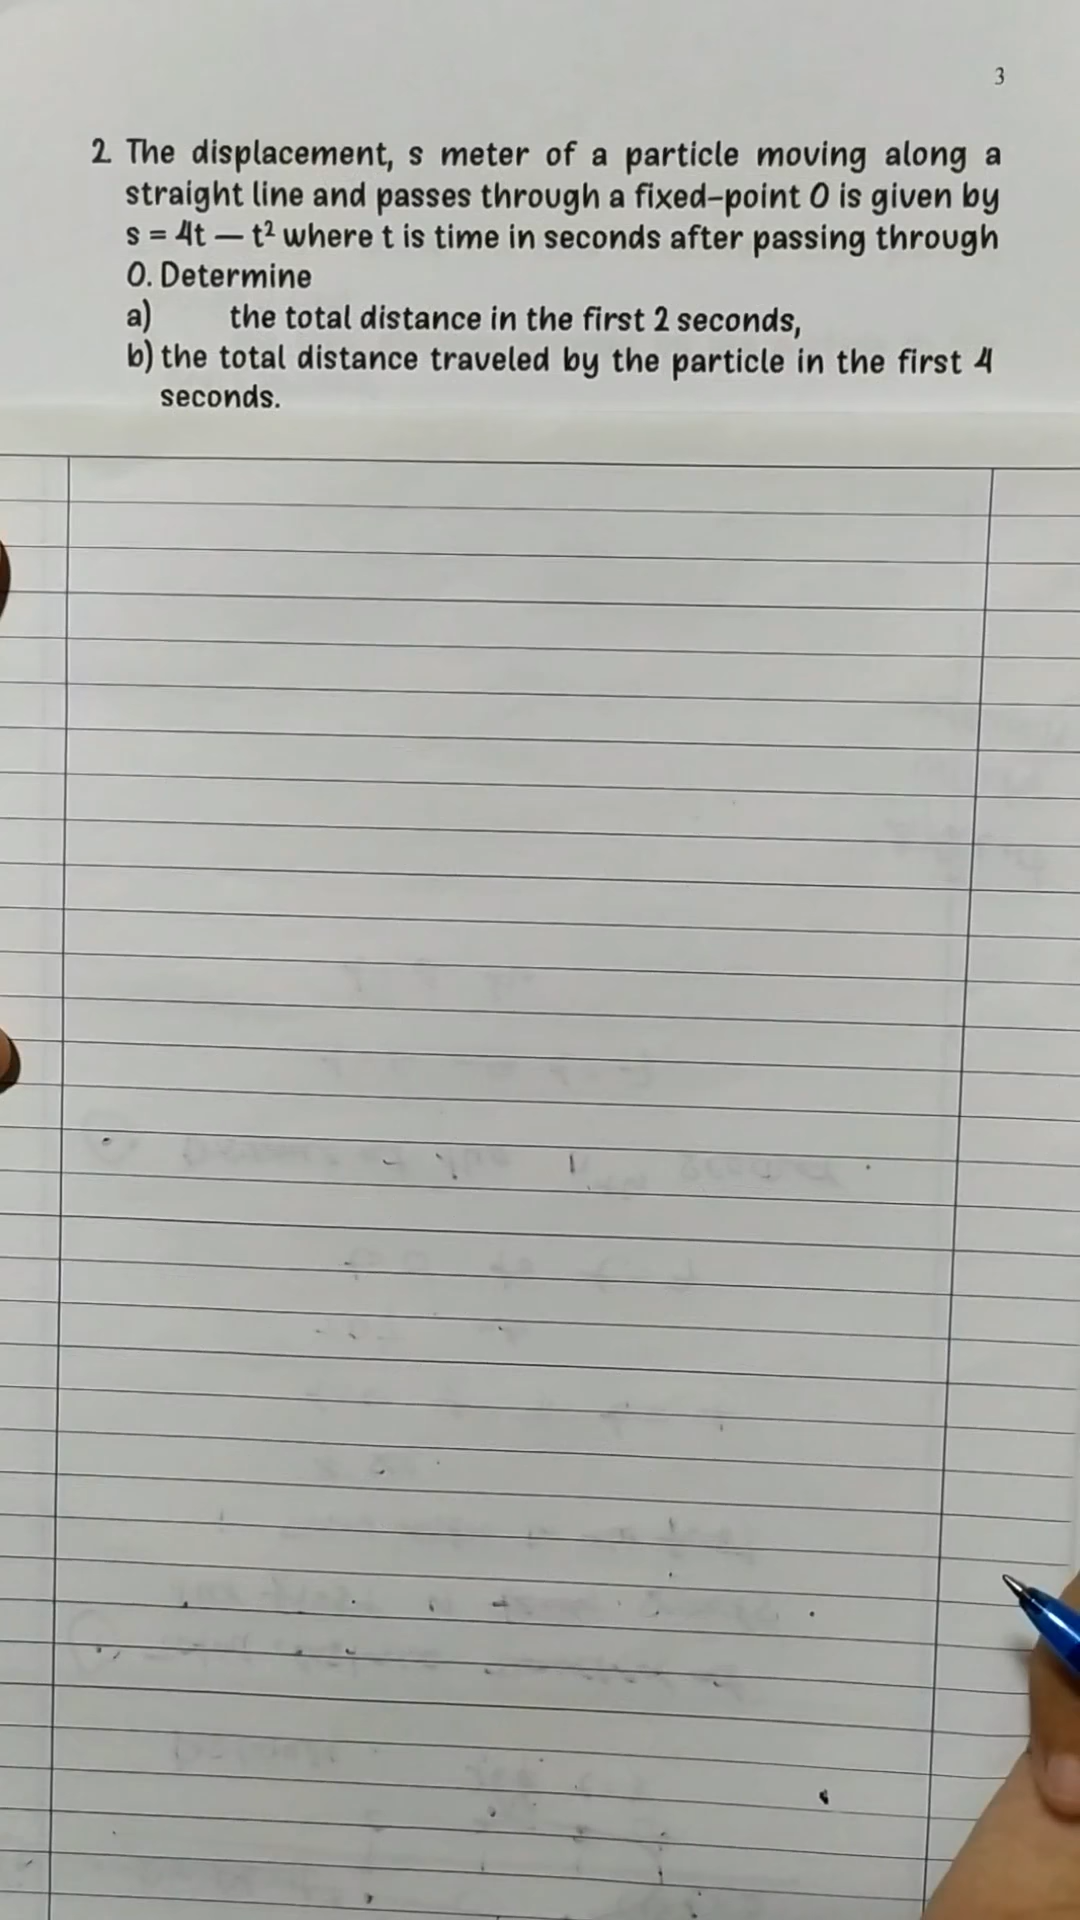 3
2. The displacement, s meter of a particle moving along a
straight line and passes through a fixed-point O is given by
s = 4t – t² where t is time in seconds after passing through
O. Determine
a) the total distance in the first 2 seconds,
b) the total distance traveled by the particle in the first 4
seconds.